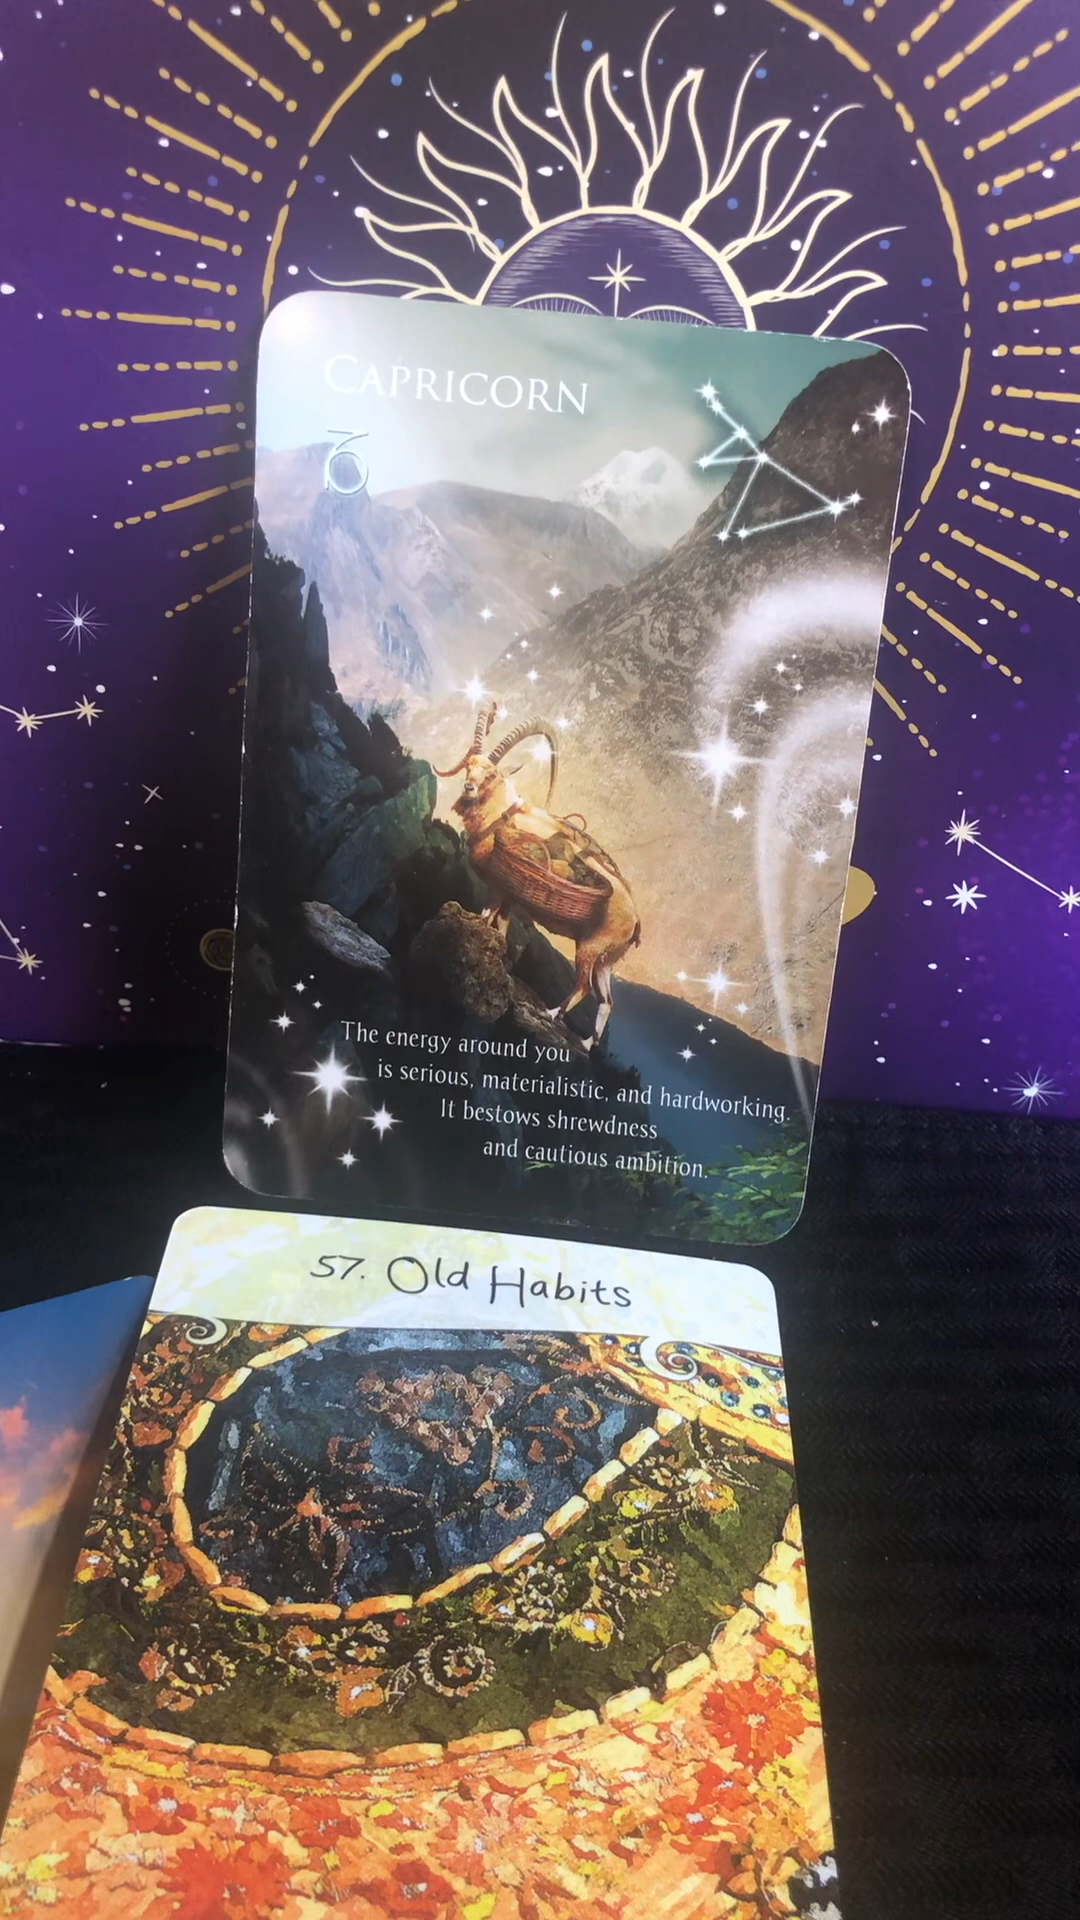 CAPRICORN
♑
The energy around you
is serious, materialistic, and hardworking.
It bestows shrewdness
and cautious ambition.
57. Old Habits